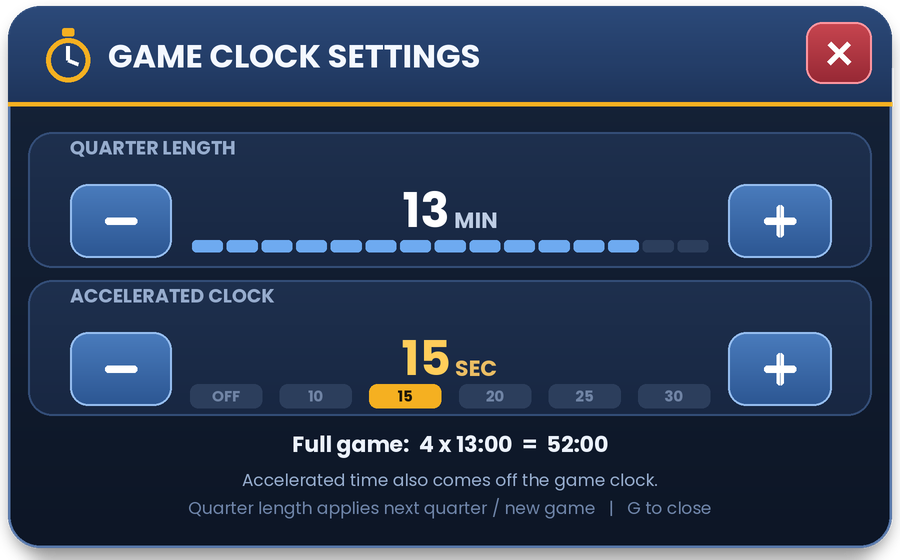 GAME CLOCK SETTINGS
QUARTER LENGTH
13 MIN
ACCELERATED CLOCK
15 SEC
OFF 10 15 20 25 30
Full game: 4 x 13:00 = 52:00
Accelerated time also comes off the game clock.
Quarter length applies next quarter / new game | G to close